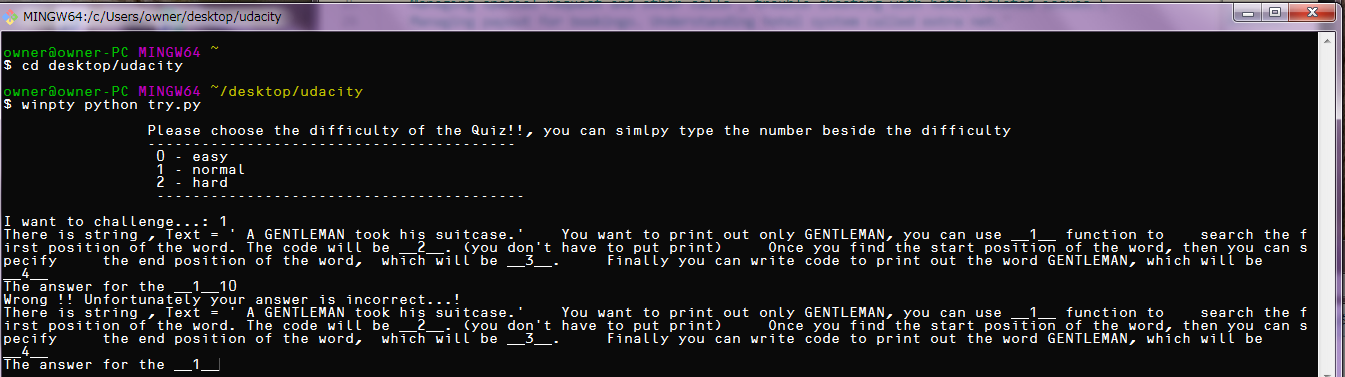 MINGW64:/c/Users/owner/desktop/udacity
owner@owner-PC MINGW64 ~
$ cd desktop/udacity
owner@owner-PC MINGW64 ~/desktop/udacity
$ winpty python try.py
Please choose the difficulty of the Quiz!!, you can simlpy type the number beside the difficulty
----------------------------------------
0 - easy
1 - normal
2 - hard
----------------------------------------
I want to challenge...: 1
There is string , Text = ' A GENTLEMAN took his suitcase.'    You want to print out only GENTLEMAN, you can use __1__ function to    search the f
irst position of the word. The code will be __2__. (you don't have to put print)     Once you find the start position of the word, then you can s
pecify     the end position of the word,  which will be __3__.     Finally you can write code to print out the word GENTLEMAN, which will be
__4__
The answer for the __1__10
Wrong !! Unfortunately your answer is incorrect...!
There is string , Text = ' A GENTLEMAN took his suitcase.'    You want to print out only GENTLEMAN, you can use __1__ function to    search the f
irst position of the word. The code will be __2__. (you don't have to put print)     Once you find the start position of the word, then you can s
pecify     the end position of the word,  which will be __3__.     Finally you can write code to print out the word GENTLEMAN, which will be
__4__
The answer for the __1__